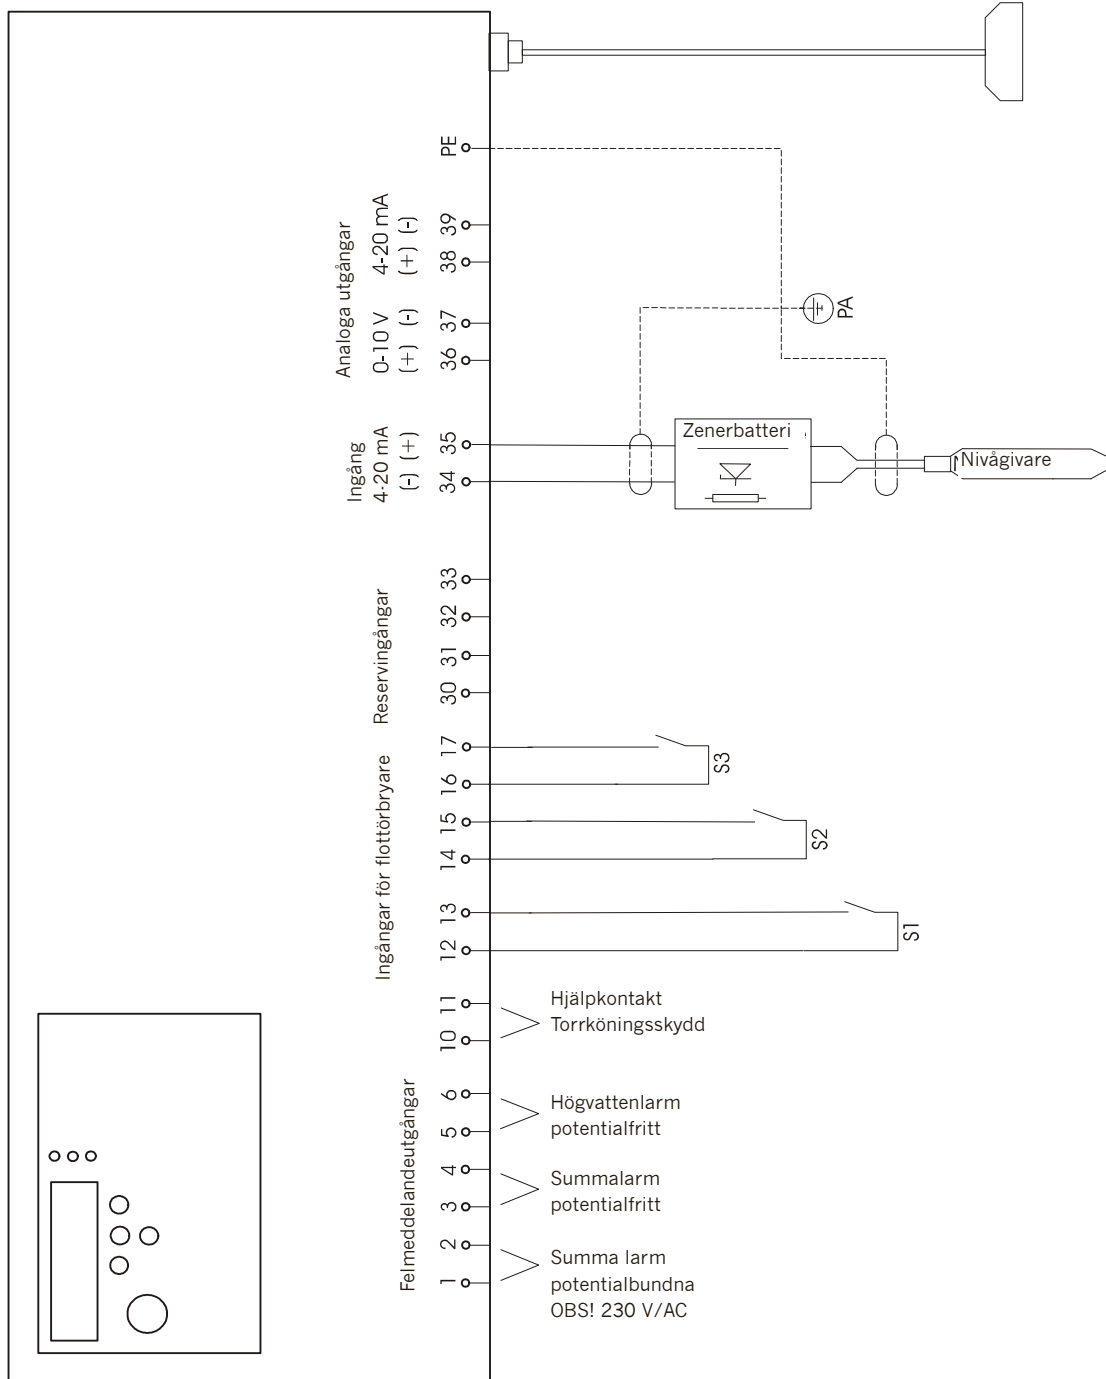 PE
Analoga utgångar
4-20 mA
(+) (-)
39
38
0-10 V
(+) (-)
37
36
PA
Ingång
4-20 mA
(-) (+)
35
34
Zenerbatteri
Nivågivare
Reservingångar
33
32
31
30
Ingångar för flottörbryare
17
16
S3
15
14
S2
13
12
S1
11
10
Hjälpkontakt
Torrköningsskydd
Felmeddelandeutgångar
6
5
Högvattenlarm
potentialfritt
4
3
Summalarm
potentialfritt
2
1
Summa larm
potentialbundna
OBS! 230 V/AC